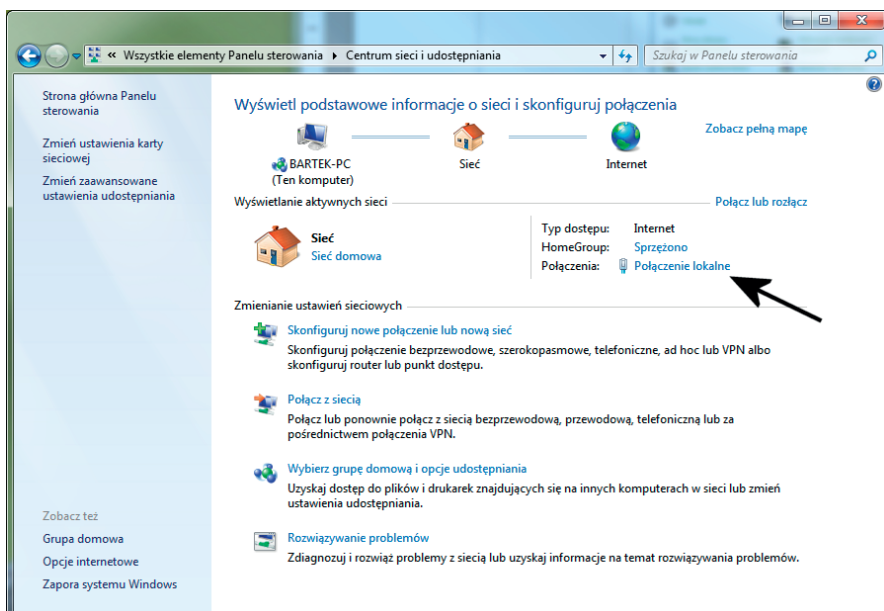 « Wszystkie elementy Panelu sterowania Centrum sieci i udostępniania
Szukaj w Panelu sterowania
Strona główna Panelu
sterowania
Zmień ustawienia karty
sieciowej
Zmień zaawansowane
ustawienia udostępniania
Wyświetl podstawowe informacje o sieci i skonfiguruj połączenia
Zobacz pełną mapę
BARTEK-PC
(Ten komputer)
Sieć
Internet
Wyświetlanie aktywnych sieci
Połącz lub rozłącz
Sieć
Sieć domowa
Typ dostępu: Internet
HomeGroup: Sprzężono
Połączenia: Połączenie lokalne
Zmienianie ustawień sieciowych
Skonfiguruj nowe połączenie lub nową sieć
Skonfiguruj połączenie bezprzewodowe, szerokopasmowe, telefoniczne, ad hoc lub VPN albo
skonfiguruj router lub punkt dostępu.
Połącz z siecią
Połącz lub ponownie połącz z siecią bezprzewodową, przewodową, telefoniczną lub za
pośrednictwem połączenia VPN.
Wybierz grupę domową i opcje udostępniania
Uzyskaj dostęp do plików i drukarek znajdujących się na innych komputerach w sieci lub zmień
ustawienia udostępniania.
Rozwiązywanie problemów
Zdiagnozuj i rozwiąż problemy z siecią lub uzyskaj informacje na temat rozwiązywania problemów.
Zobacz też
Grupa domowa
Opcje internetowe
Zapora systemu Windows